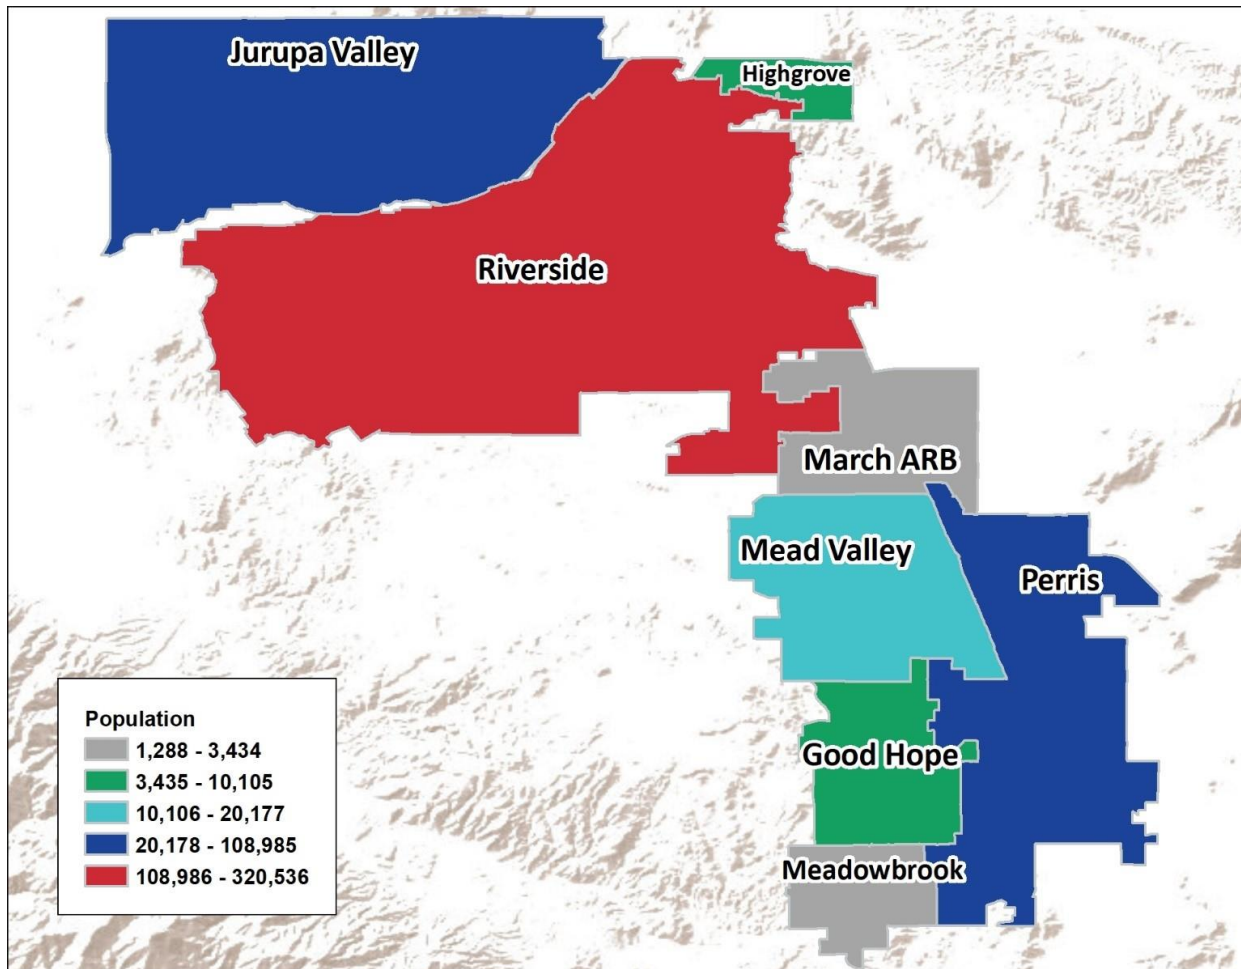 Jurupa Valley
Highgrove
Riverside
March ARB
Mead Valley
Perris
Good Hope
Meadowbrook
Population
1,288 - 3,434
3,435 - 10,105
10,106 - 20,177
20,178 - 108,985
108,986 - 320,536